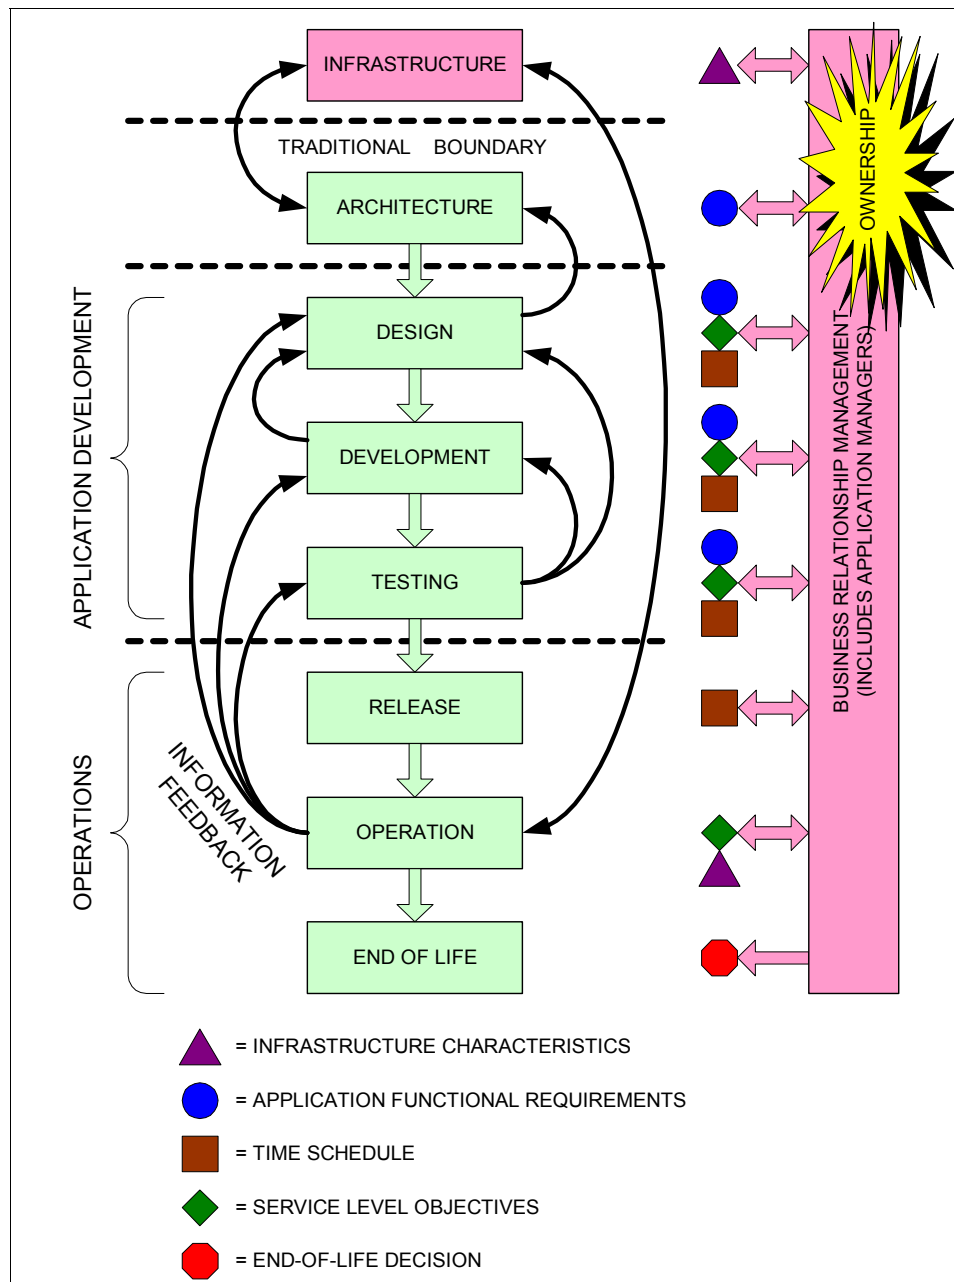 INFRASTRUCTURE
TRADITIONAL BOUNDARY
ARCHITECTURE
OWNERSHIP
APPLICATION DEVELOPMENT
DESIGN
DEVELOPMENT
TESTING
BUSINESS RELATIONSHIP MANAGEMENT
(INCLUDES APPLICATION MANAGERS)
OPERATIONS
RELEASE
INFORMATION
FEEDBACK
OPERATION
END OF LIFE
= INFRASTRUCTURE CHARACTERISTICS
= APPLICATION FUNCTIONAL REQUIREMENTS
= TIME SCHEDULE
= SERVICE LEVEL OBJECTIVES
= END-OF-LIFE DECISION